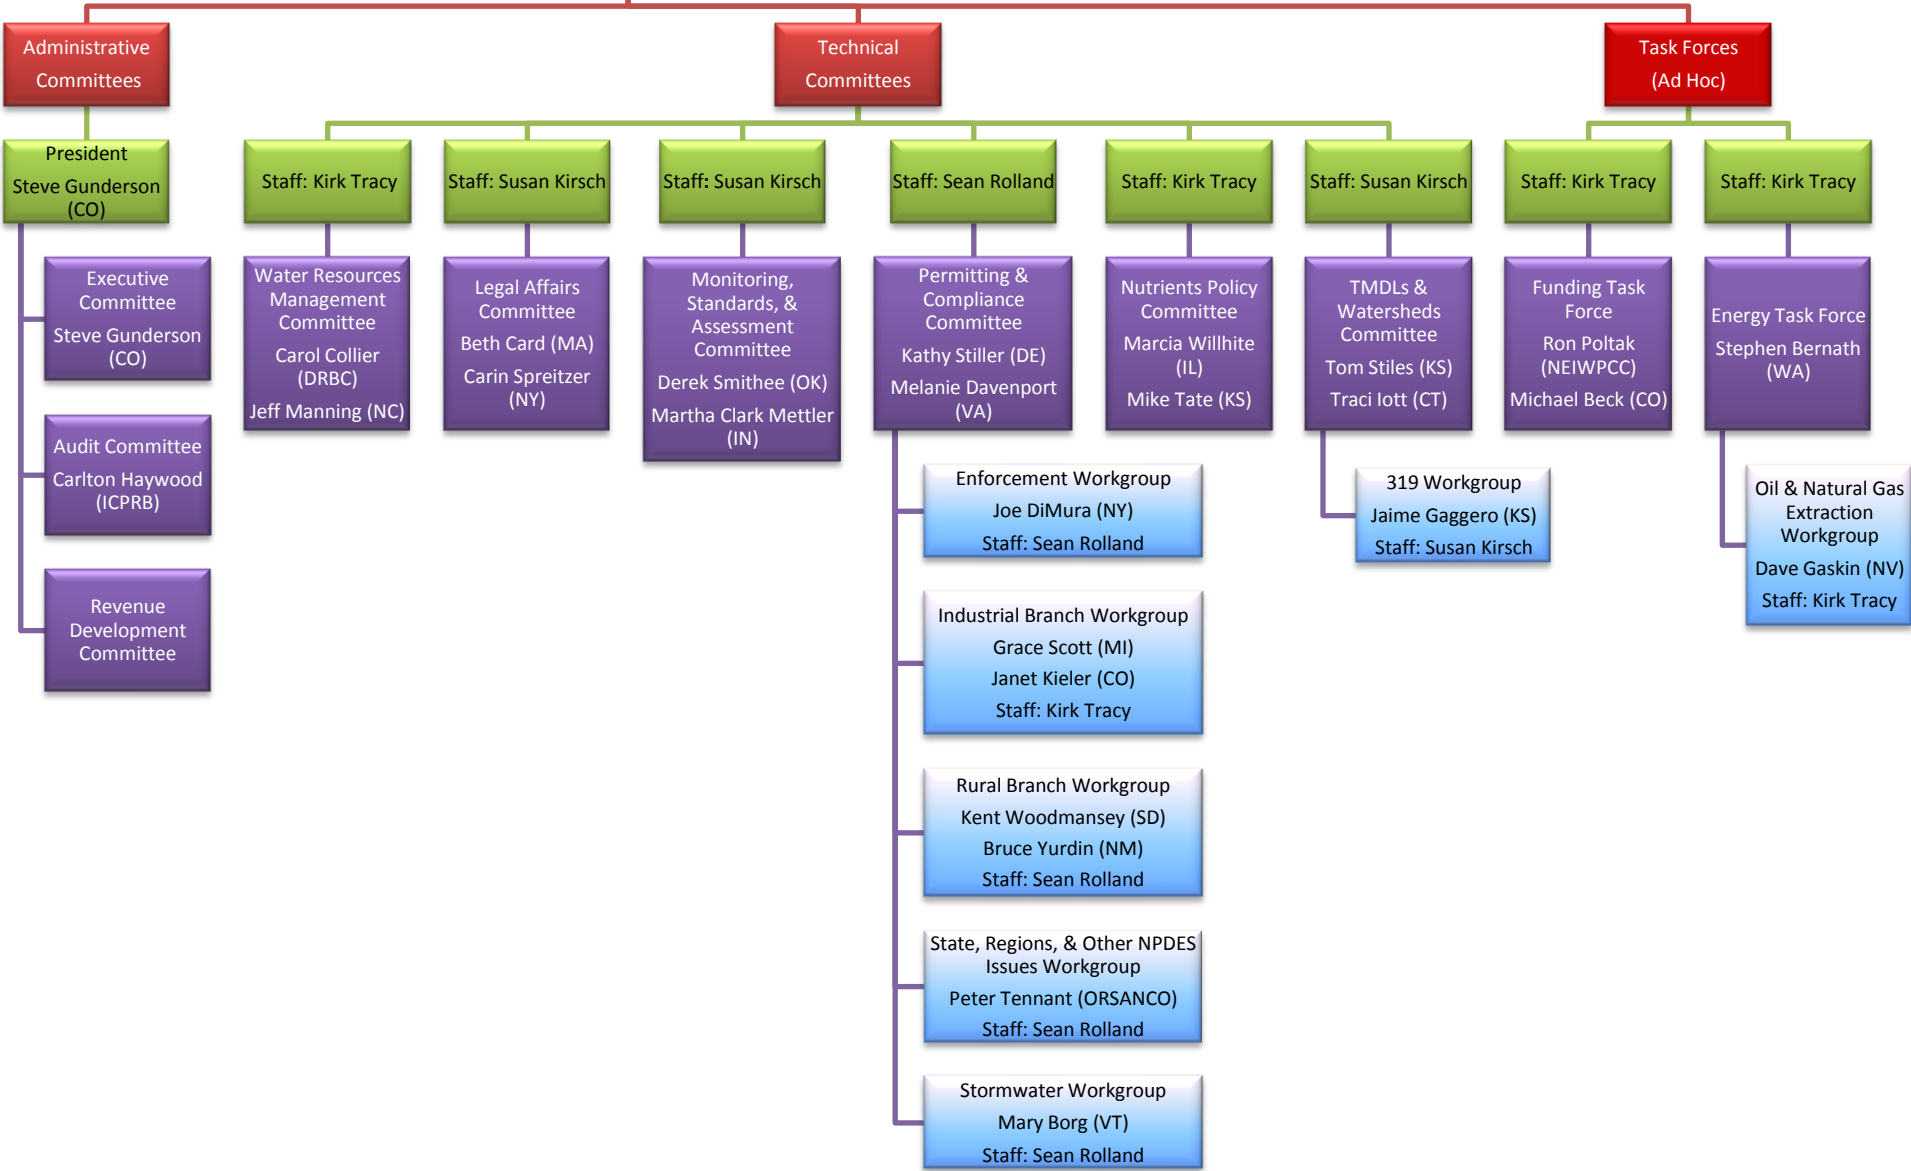 Administrative
Committees
Technical
Committees
Task Forces
(Ad Hoc)
President
Steve Gunderson
(CO)
Staff: Kirk Tracy
Staff: Susan Kirsch
Staff: Susan Kirsch
Staff: Sean Rolland
Staff: Kirk Tracy
Staff: Susan Kirsch
Staff: Kirk Tracy
Staff: Kirk Tracy
Executive
Committee
Steve Gunderson
(CO)
Audit Committee
Carlton Haywood
(ICPRB)
Revenue
Development
Committee
Water Resources
Management
Committee
Carol Collier
(DRBC)
Jeff Manning (NC)
Legal Affairs
Committee
Beth Card (MA)
Carin Spreitzer
(NY)
Monitoring,
Standards, &
Assessment
Committee
Derek Smithee (OK)
Martha Clark Mettler
(IN)
Permitting &
Compliance
Committee
Kathy Stiller (DE)
Melanie Davenport
(VA)
Enforcement Workgroup
Joe DiMura (NY)
Staff: Sean Rolland
Industrial Branch Workgroup
Grace Scott (MI)
Janet Kieler (CO)
Staff: Kirk Tracy
Rural Branch Workgroup
Kent Woodmansey (SD)
Bruce Yurdin (NM)
Staff: Sean Rolland
State, Regions, & Other NPDES
Issues Workgroup
Peter Tennant (ORSANCO)
Staff: Sean Rolland
Stormwater Workgroup
Mary Borg (VT)
Staff: Sean Rolland
Nutrients Policy
Committee
Marcia Willhite
(IL)
Mike Tate (KS)
TMDLs &
Watersheds
Committee
Tom Stiles (KS)
Traci Iott (CT)
319 Workgroup
Jaime Gaggero (KS)
Staff: Susan Kirsch
Funding Task
Force
Ron Poltak
(NEIWPCC)
Michael Beck (CO)
Energy Task Force
Stephen Bernath
(WA)
Oil & Natural Gas
Extraction
Workgroup
Dave Gaskin (NV)
Staff: Kirk Tracy